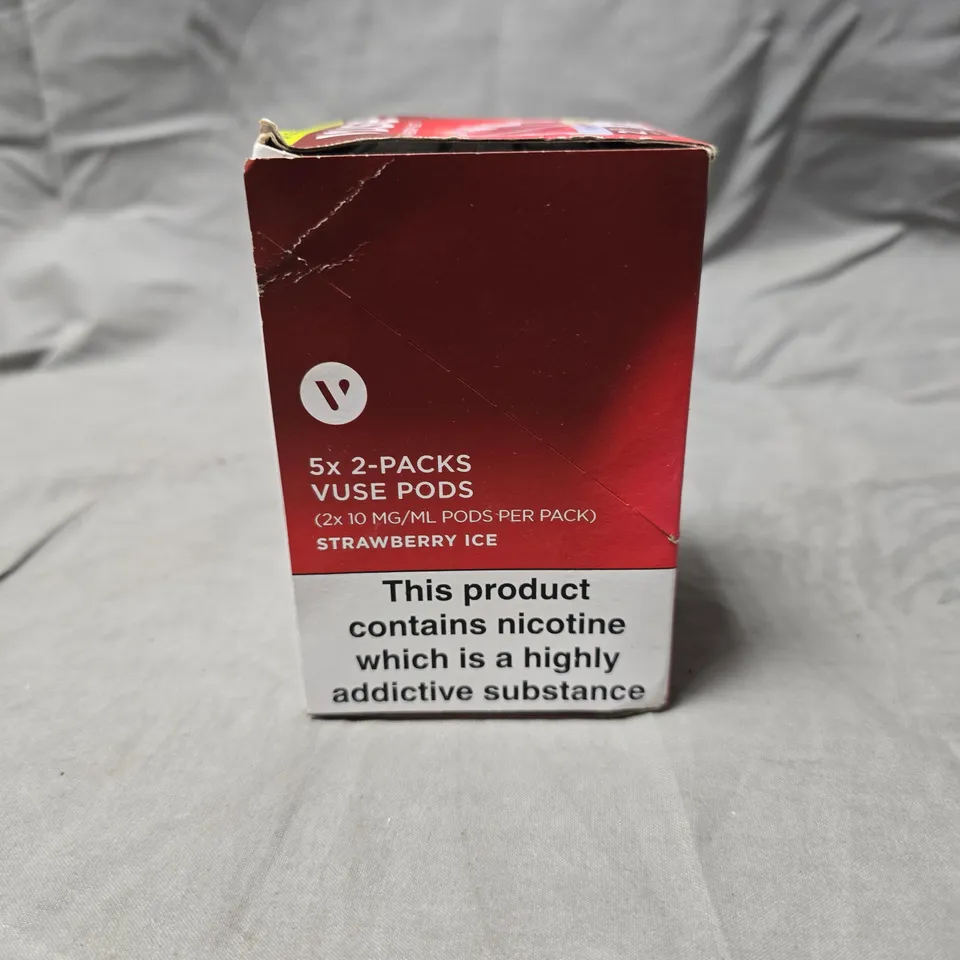 5x 2-PACKS
VUSE PODS
(2x 10 MG/ML PODS PER PACK)
STRAWBERRY ICE
This product
contains nicotine
which is a highly
addictive substance